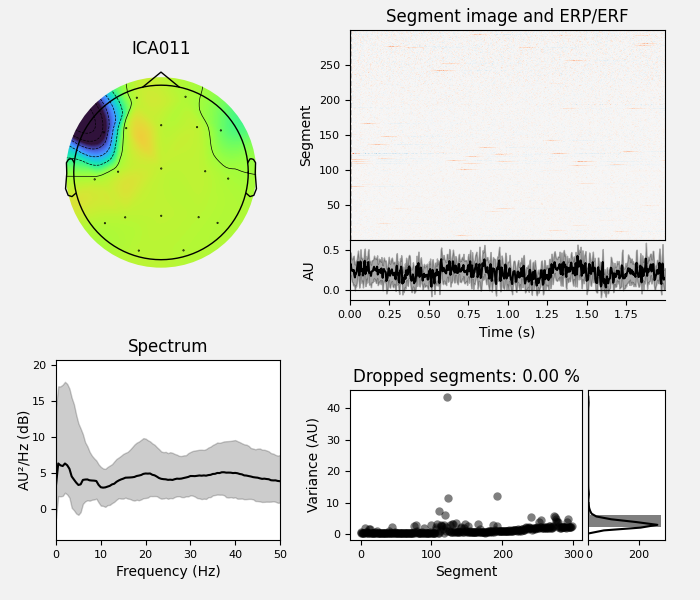 ICA011
Segment image and ERP/ERF
Segment
250
200
150
100
50
AU
0.5
0.0
0.00 0.25 0.50 0.75 1.00 1.25 1.50 1.75
Time (s)
Spectrum
AU²/Hz (dB)
20
15
10
5
0
0 10 20 30 40 50
Frequency (Hz)
Dropped segments: 0.00 %
Variance (AU)
40
30
20
10
0
0 100 200 300 0 200
Segment